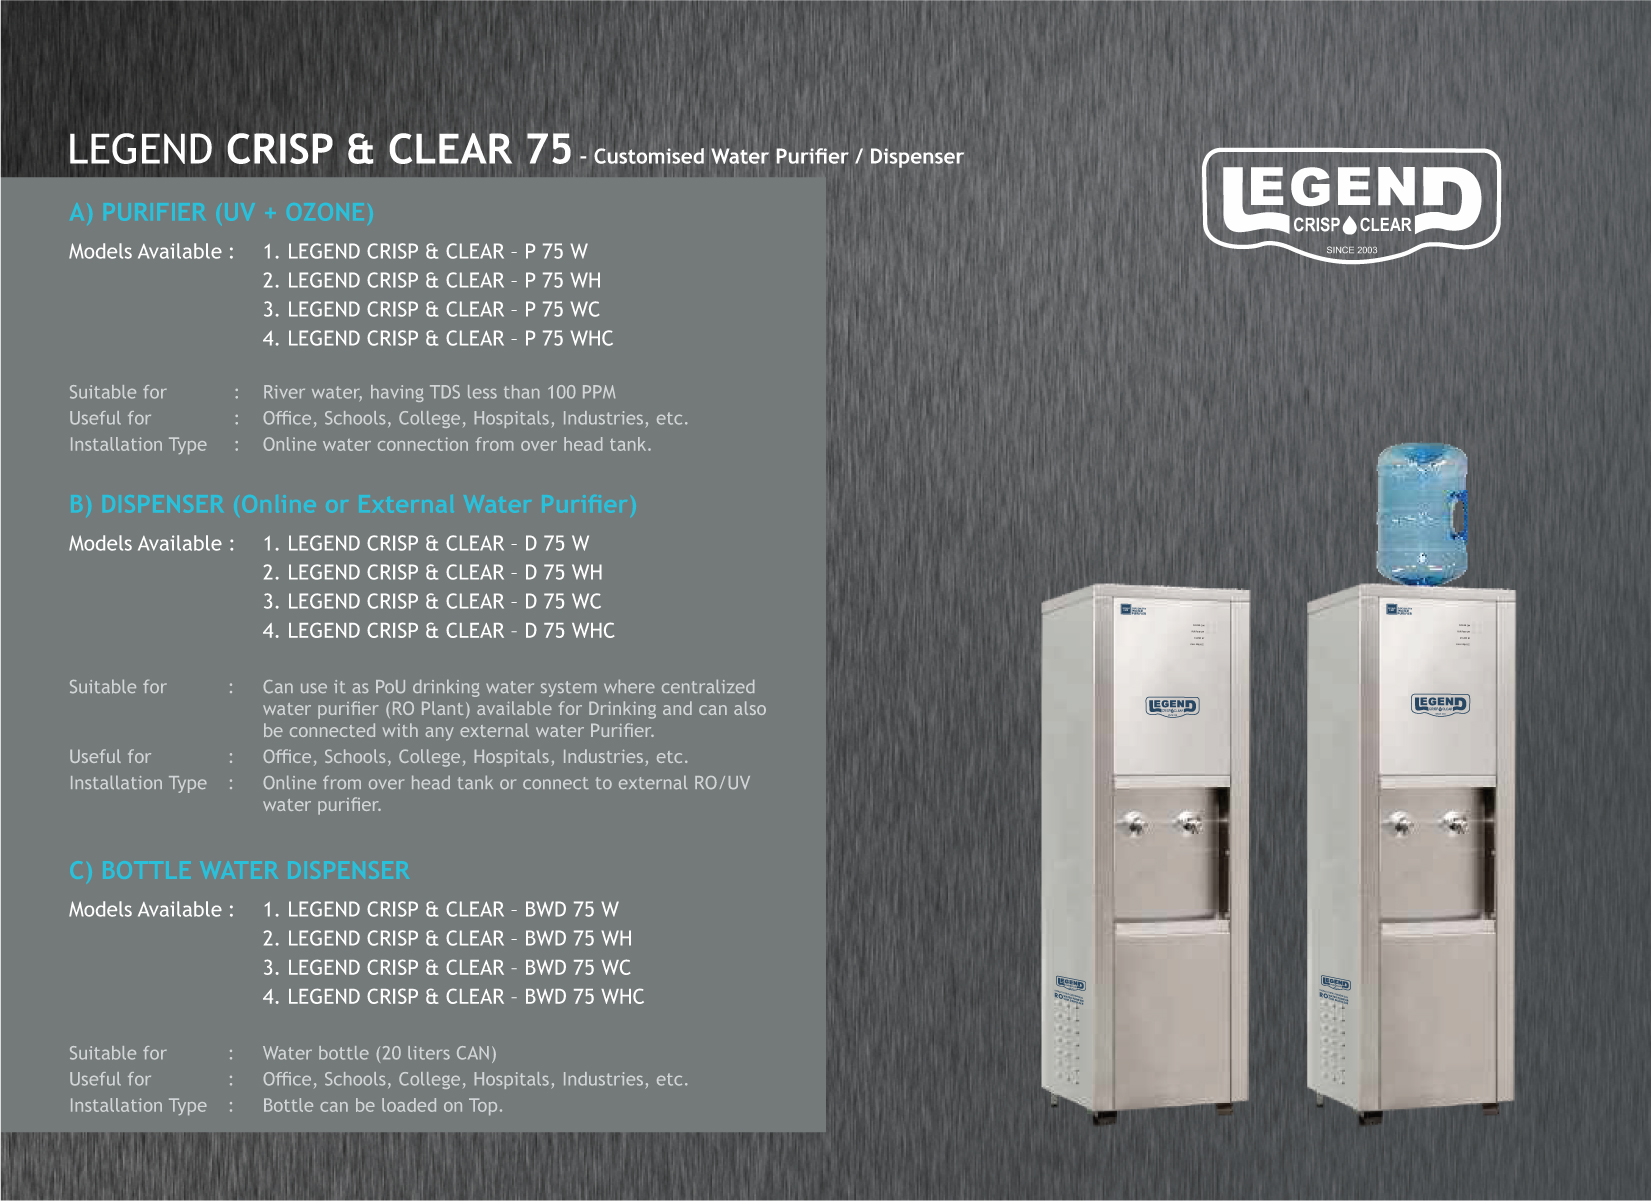 LEGEND CRISP & CLEAR 75 – Customised Water Purifier / Dispenser
A) PURIFIER (UV + OZONE)
Models Available : 1. LEGEND CRISP & CLEAR – P 75 W
2. LEGEND CRISP & CLEAR – P 75 WH
3. LEGEND CRISP & CLEAR – P 75 WC
4. LEGEND CRISP & CLEAR – P 75 WHC
Suitable for : River water, having TDS less than 100 PPM
Useful for : Office, Schools, College, Hospitals, Industries, etc.
Installation Type : Online water connection from over head tank.
B) DISPENSER (Online or External Water Purifier)
Models Available : 1. LEGEND CRISP & CLEAR – D 75 W
2. LEGEND CRISP & CLEAR – D 75 WH
3. LEGEND CRISP & CLEAR – D 75 WC
4. LEGEND CRISP & CLEAR – D 75 WHC
Suitable for : Can use it as PoU drinking water system where centralized
water purifier (RO Plant) available for Drinking and can also
be connected with any external water Purifier.
Useful for : Office, Schools, College, Hospitals, Industries, etc.
Installation Type : Online from over head tank or connect to external RO/UV
water purifier.
C) BOTTLE WATER DISPENSER
Models Available : 1. LEGEND CRISP & CLEAR – BWD 75 W
2. LEGEND CRISP & CLEAR – BWD 75 WH
3. LEGEND CRISP & CLEAR – BWD 75 WC
4. LEGEND CRISP & CLEAR – BWD 75 WHC
Suitable for : Water bottle (20 liters CAN)
Useful for : Office, Schools, College, Hospitals, Industries, etc.
Installation Type : Bottle can be loaded on Top.
LEGEND
CRISP CLEAR
SINCE 2003
LEGEND
CRISP CLEAR
LEGEND
RO
LEGEND
CRISP CLEAR
LEGEND
RO